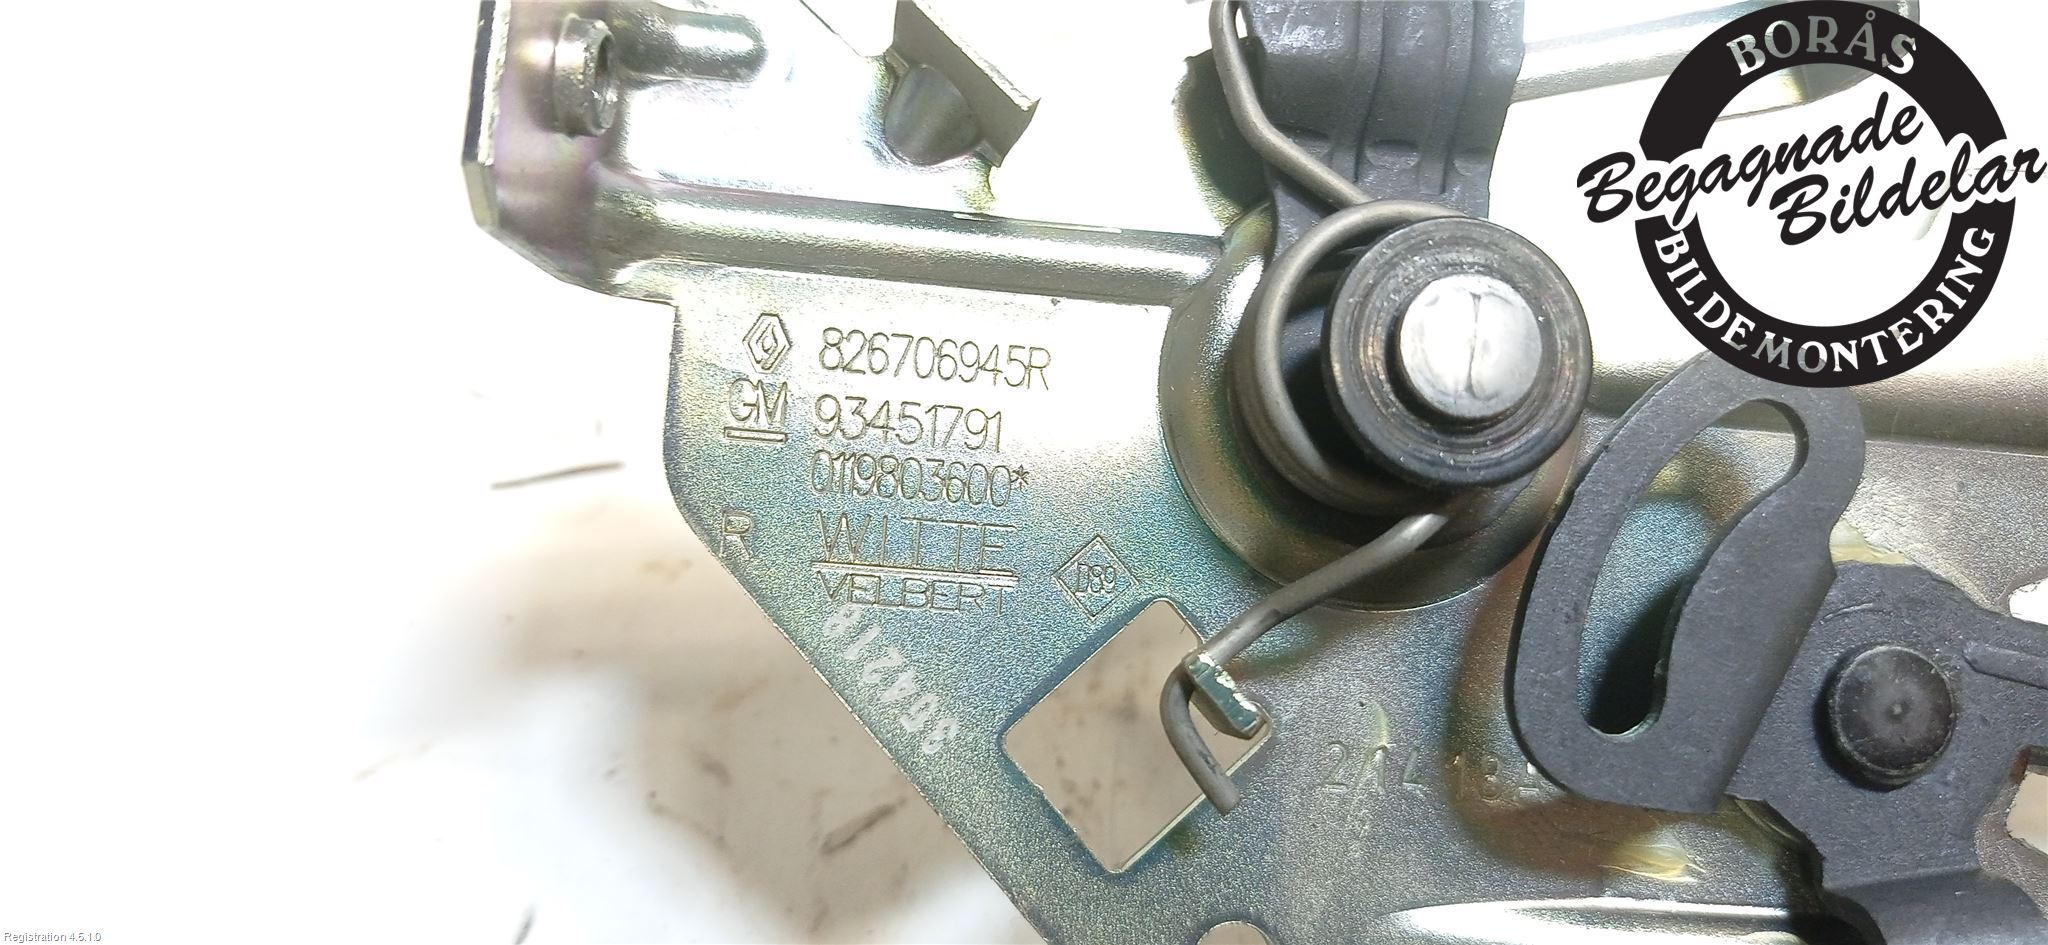 BORÅS
Begagnade
Bildelar
BILDEMONTERING
826706945R
GM 93451791
0119803600*
R WITTE
VELBERT
D89
Registration 4.5.1.0